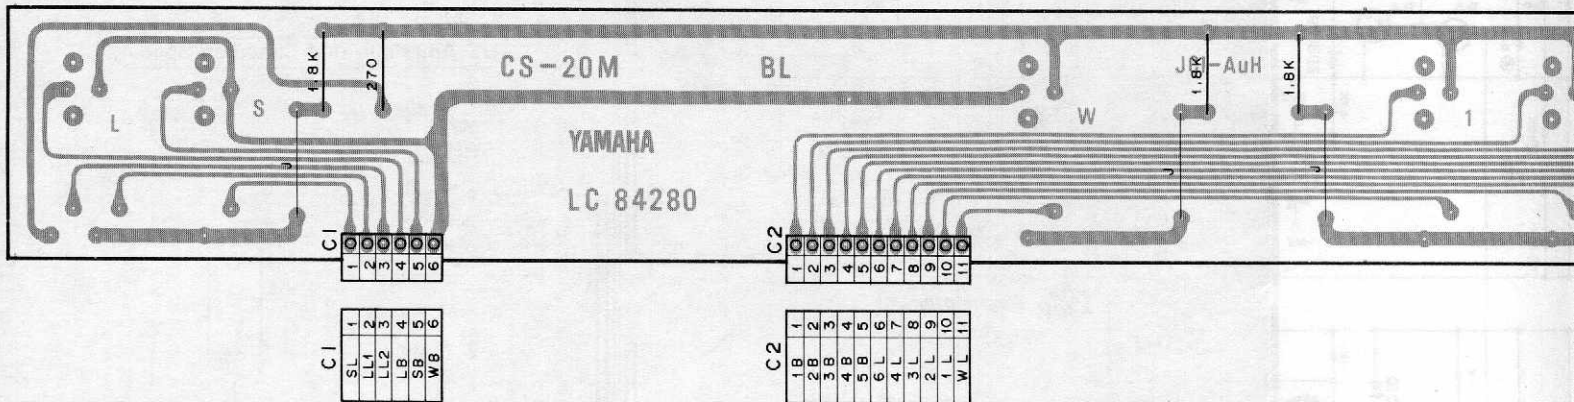 1.8K
270
CS-20M
BL
1.8K
1.8K
L
S
W
1
YAMAHA
J
J
J
LC 84280
C1
1 2 3 4 5 6
C2
1 2 3 4 5 6 7 8 9 10 11
C1
1 2 3 4 5 6
SL LL1 LL2 LB SB WB
C2
1 2 3 4 5 6 7 8 9 10 11
1B 2B 3B 4B 5B 6L 4L 3L 2L 1L WL